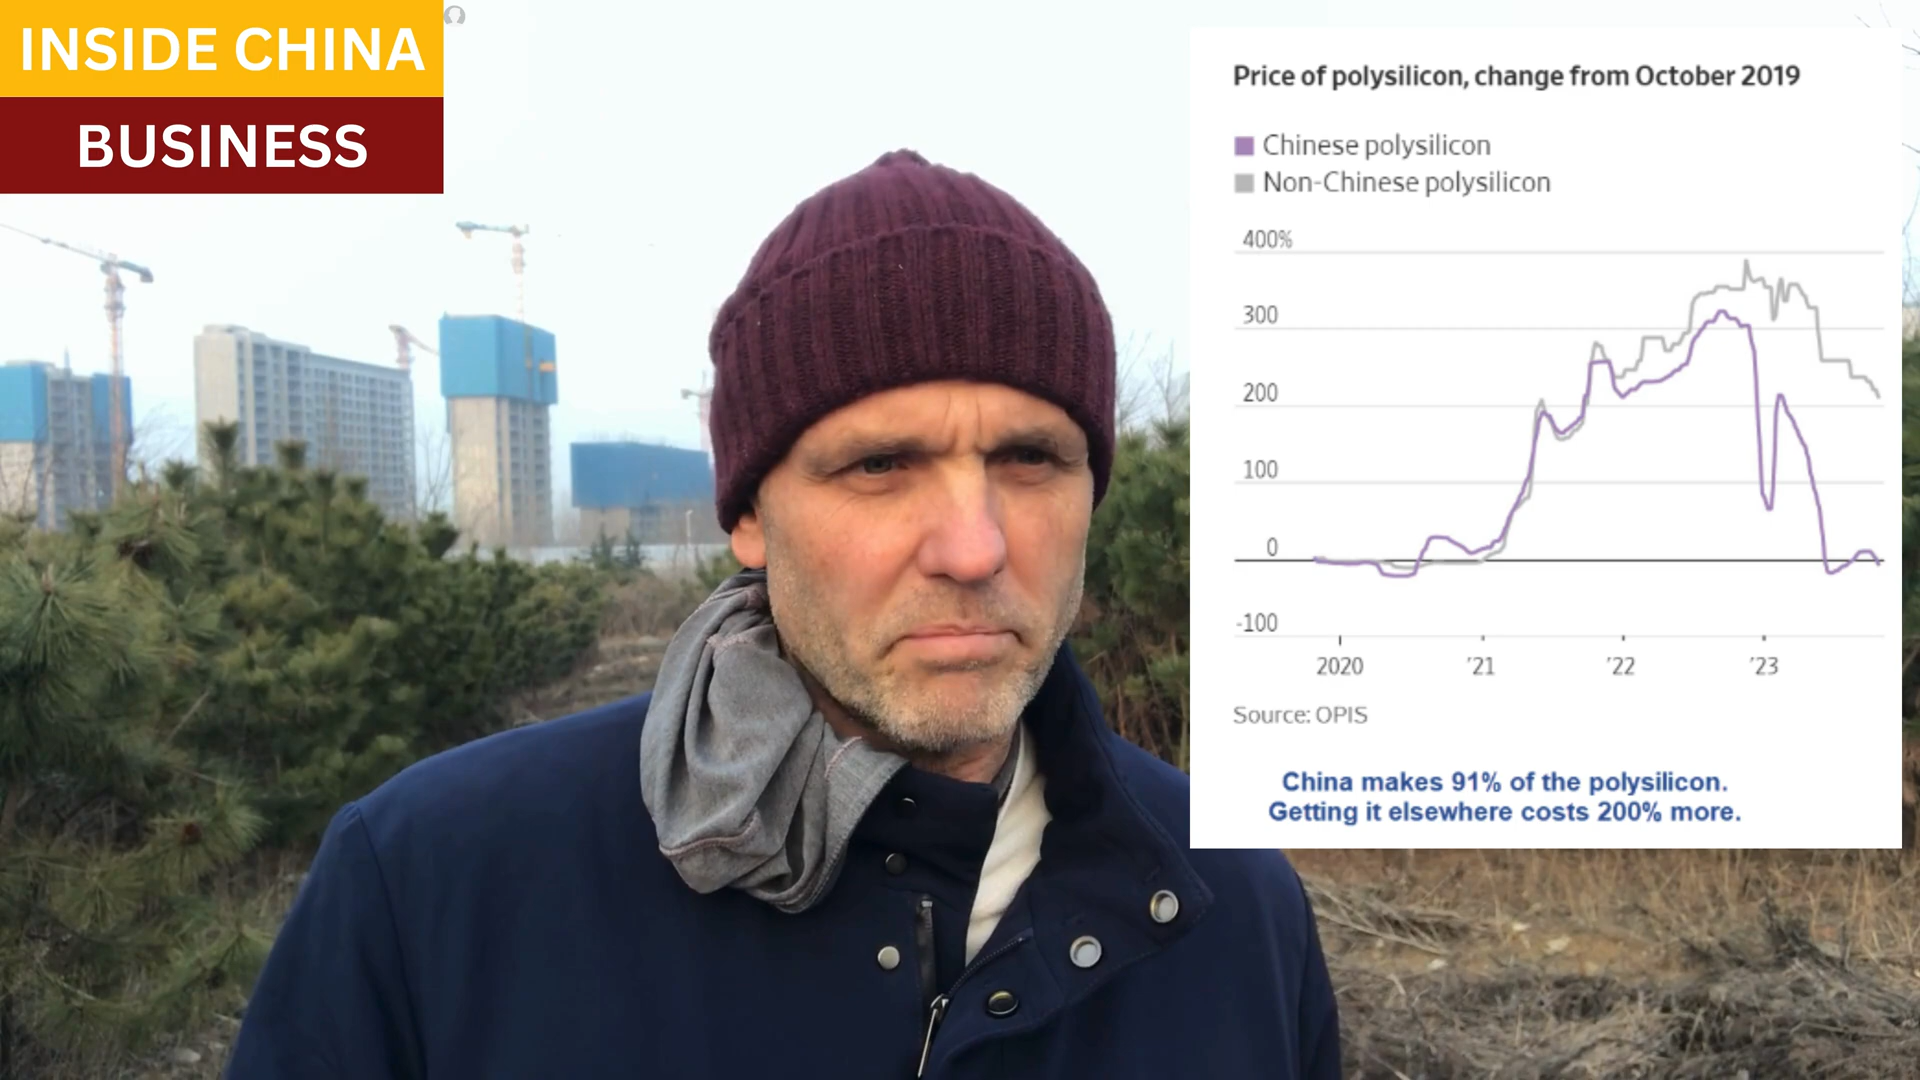 INSIDE CHINA
BUSINESS
Price of polysilicon, change from October 2019
Chinese polysilicon
Non-Chinese polysilicon
400%
300
200
100
0
-100
2020
'21
'22
'23
Source: OPIS
China makes 91% of the polysilicon.
Getting it elsewhere costs 200% more.